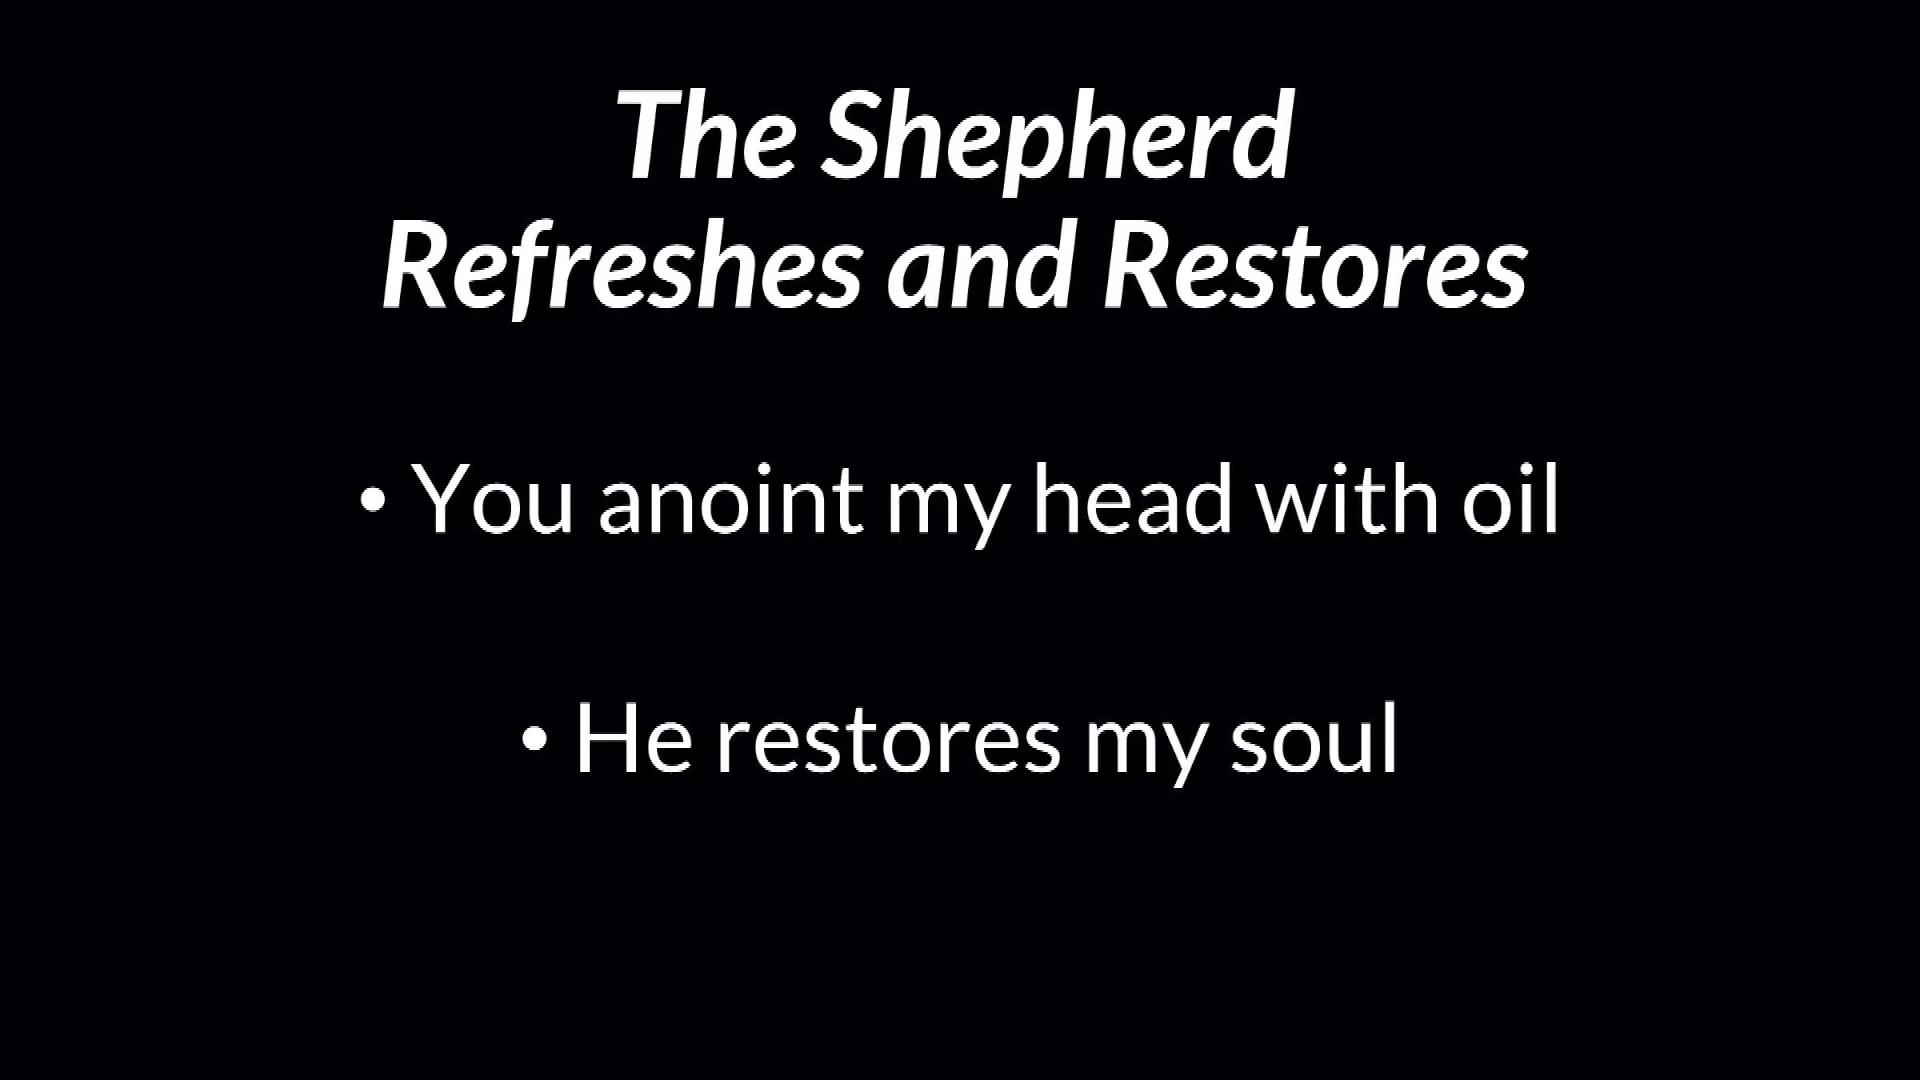 The Shepherd
Refreshes and Restores
• You anoint my head with oil
• He restores my soul